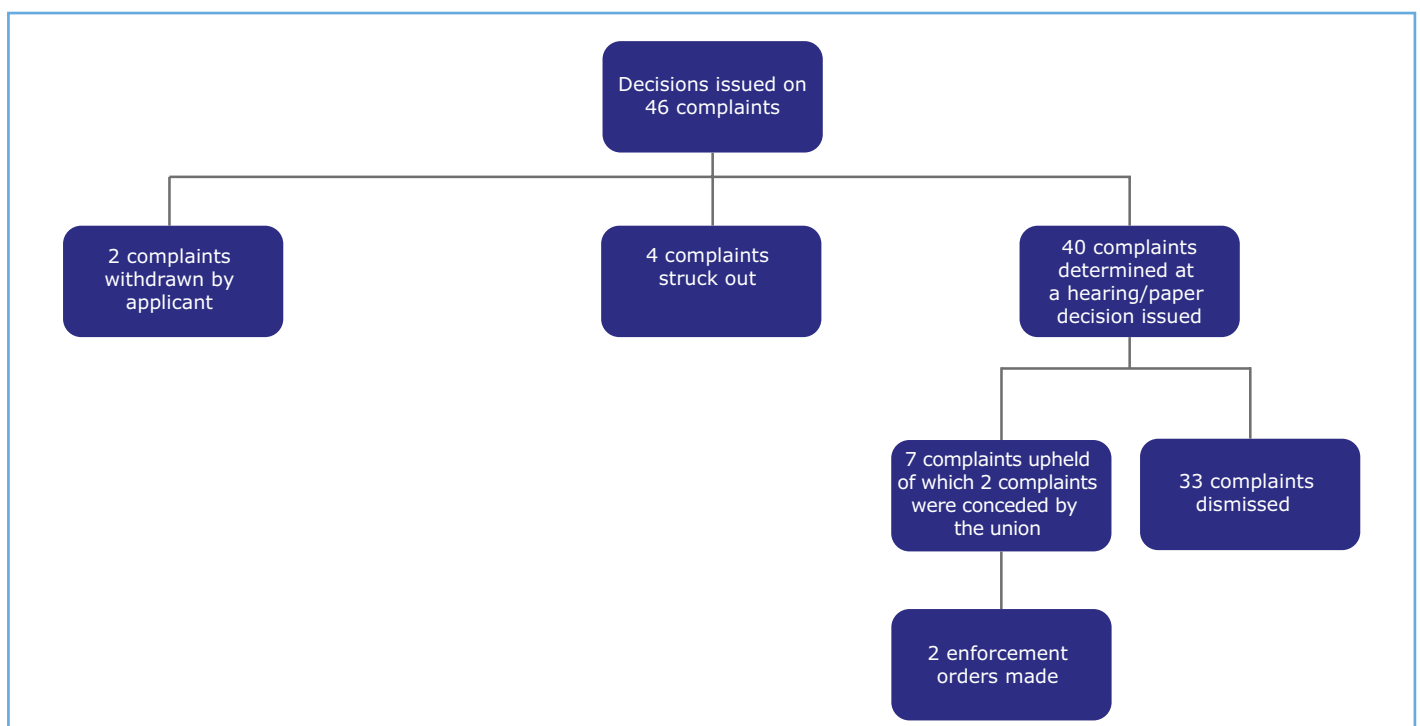 Decisions issued on
46 complaints
2 complaints
withdrawn by
applicant
4 complaints
struck out
40 complaints
determined at
a hearing/paper
decision issued
7 complaints upheld
of which 2 complaints
were conceded by
the union
33 complaints
dismissed
2 enforcement
orders made